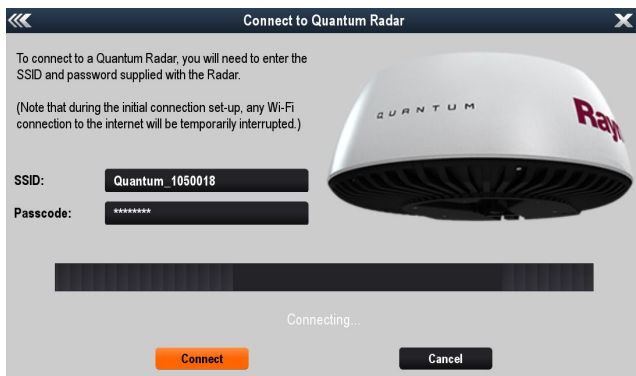 Connect to Quantum Radar
To connect to a Quantum Radar, you will need to enter the
SSID and password supplied with the Radar.
(Note that during the initial connection set-up, any Wi-Fi
connection to the internet will be temporarily interrupted.)
QUANTUM
Ray
SSID:
Quantum_1050018
Passcode:
********
Connecting...
Connect
Cancel